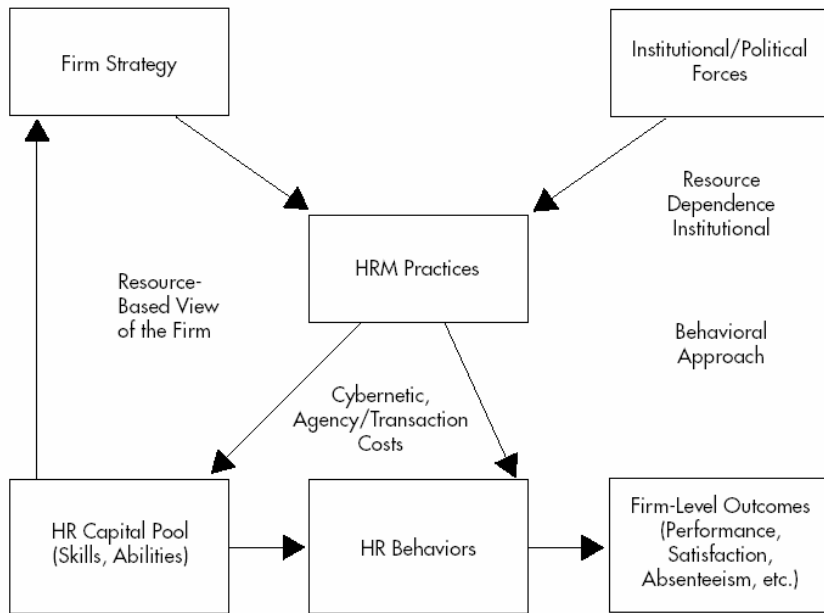 Firm Strategy
Institutional/Political
Forces
Resource
Dependence
Institutional
HRM Practices
Resource-
Based View
of the Firm
Behavioral
Approach
Cybernetic,
Agency/Transaction
Costs
HR Capital Pool
(Skills, Abilities)
HR Behaviors
Firm-Level Outcomes
(Performance,
Satisfaction,
Absenteeism, etc.)